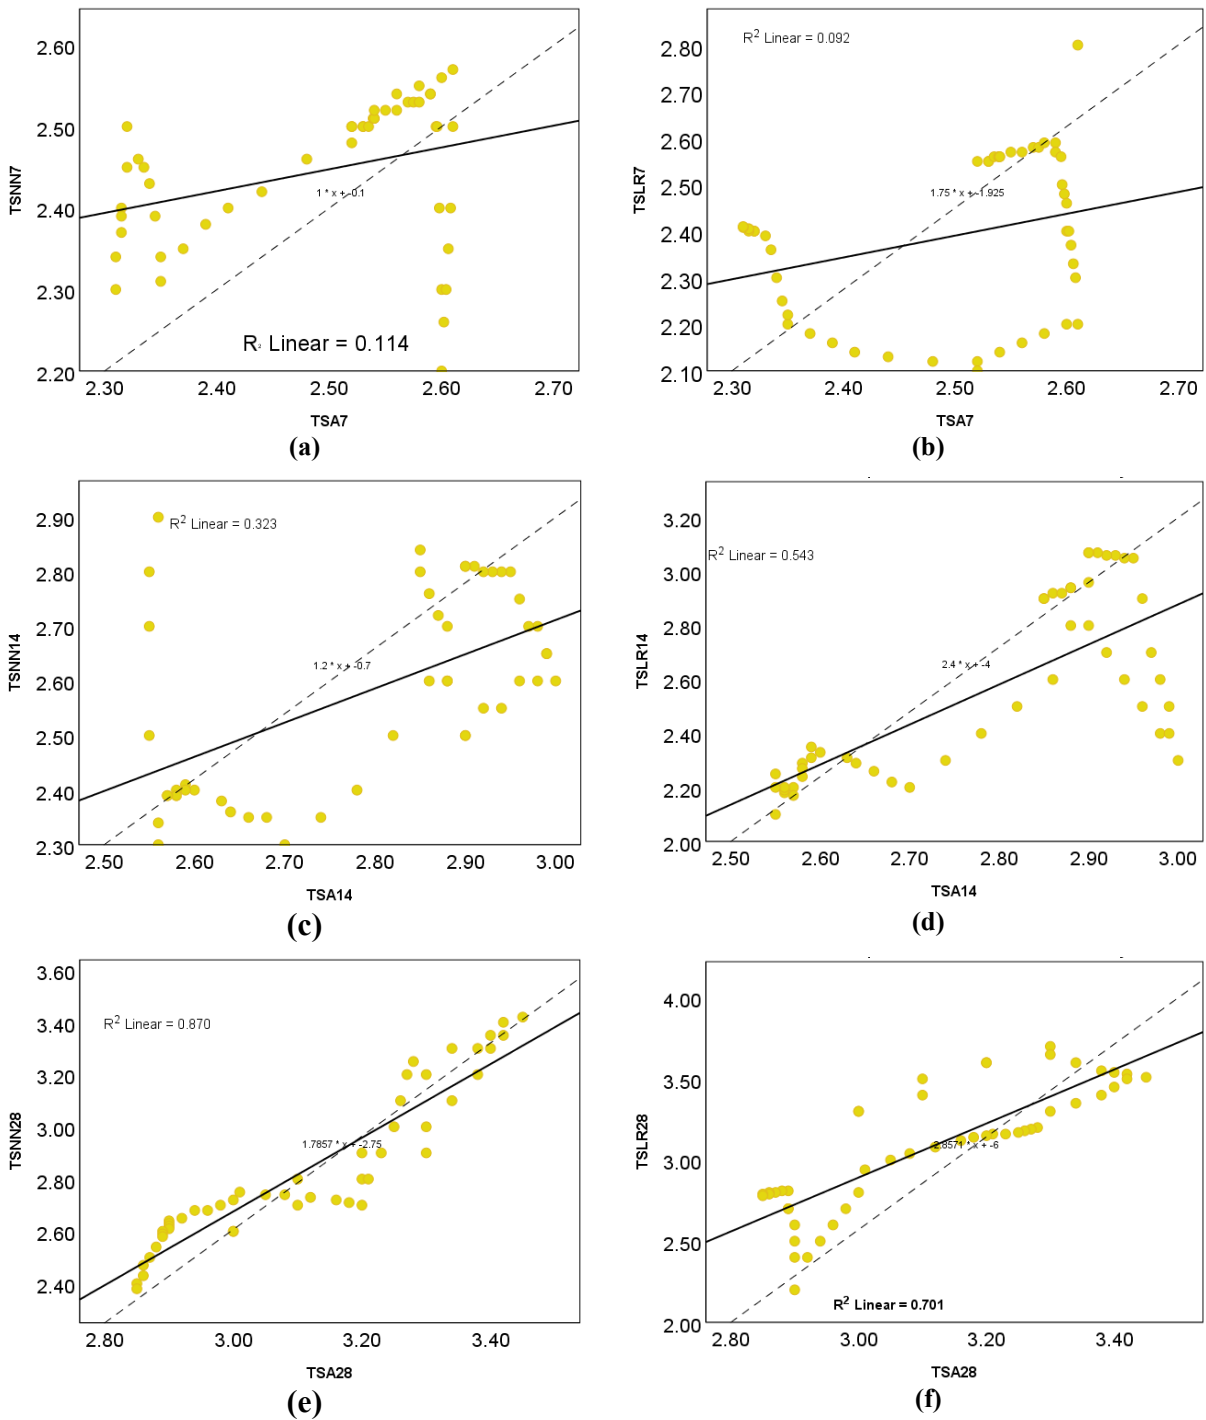 2.60
2.50
2.40
2.30
2.20
TSNN7
1 * x + -0.1
R2 Linear = 0.114
2.30 2.40 2.50 2.60 2.70
TSA7
(a)
R2 Linear = 0.092
2.80
2.70
2.60
2.50
2.40
2.30
2.20
2.10
TSLR7
1.75 * x + -1.925
2.30 2.40 2.50 2.60 2.70
TSA7
(b)
R2 Linear = 0.323
2.90
2.80
2.70
2.60
2.50
2.40
2.30
TSNN14
1.2 * x + -0.7
2.50 2.60 2.70 2.80 2.90 3.00
TSA14
(c)
R2 Linear = 0.543
3.20
3.00
2.80
2.60
2.40
2.20
2.00
TSLR14
2.4 * x + -4
2.50 2.60 2.70 2.80 2.90 3.00
TSA14
(d)
R2 Linear = 0.870
3.60
3.40
3.20
3.00
2.80
2.60
2.40
TSNN28
1.7857 * x + -2.75
2.80 3.00 3.20 3.40
TSA28
(e)
4.00
3.50
3.00
2.50
2.00
TSLR28
2.8571 * x + -6
R2 Linear = 0.701
2.80 3.00 3.20 3.40
TSA28
(f)